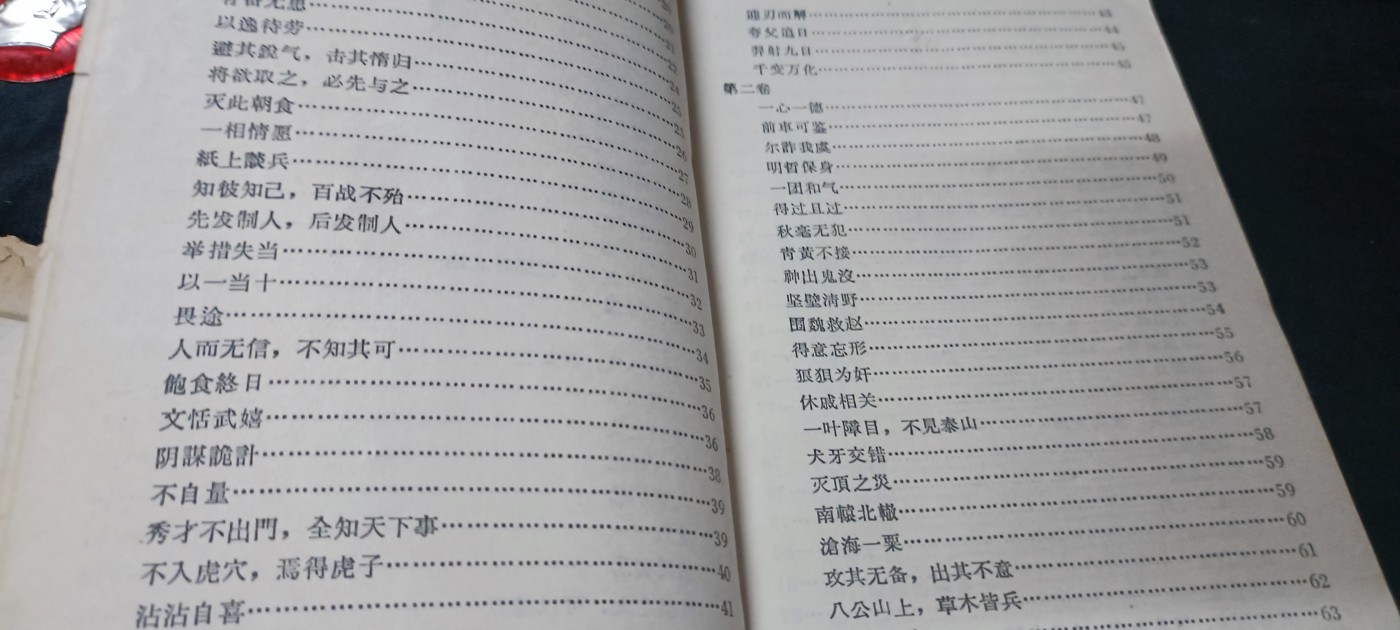 有备无患……24
以逸待劳……25
避其銳气，击其惰归……25
将欲取之，必先与之……26
灭此朝食……27
一相情愿……28
紙上談兵……29
知彼知己，百战不殆……30
先发制人，后发制人……31
举措失当……32
以一当十……33
畏途……34
人而无信，不知其可……35
飽食終日……36
文恬武嬉……36
阴謀詭計……38
不自量……39
秀才不出門，全知天下事……39
不入虎穴，焉得虎子……40
沾沾自喜……41
迎刃而解……43
夸父追日……44
羿射九日……45
千变万化……45
第二卷
一心一德……47
前車可鉴……47
尔詐我虞……48
明哲保身……49
一团和气……50
得过且过……51
秋毫无犯……51
青黃不接……52
神出鬼沒……53
坚壁清野……53
围魏救赵……54
得意忘形……55
狼狽为奸……56
休戚相关……57
一叶障目，不见泰山……57
犬牙交错……58
灭頂之災……59
南轅北轍……59
滄海一粟……60
攻其无备，出其不意……61
八公山上，草木皆兵……62
……63